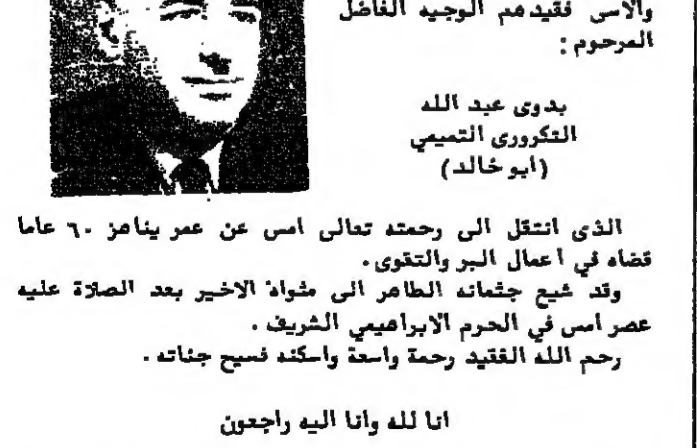 والاسى فقيدهم الوجيه الفاضل
المرحوم :
بدوى عبد الله
التكرورى التميمي
(ابو خالد)
الذى انتقل الى رحمته تعالى امس عن عمر يناهز ٦٠ عاما
قضاه في أعمال البر والتقوى .
وقد شيع جثمانه الطاهر الى مثواه الاخير بعد الصلاة عليه
عصر امس في الحرم الابراهيمي الشريف .
رحم الله الفقيد رحمة واسعة واسكنه فسيح جناته .
انا لله وانا اليه راجعون